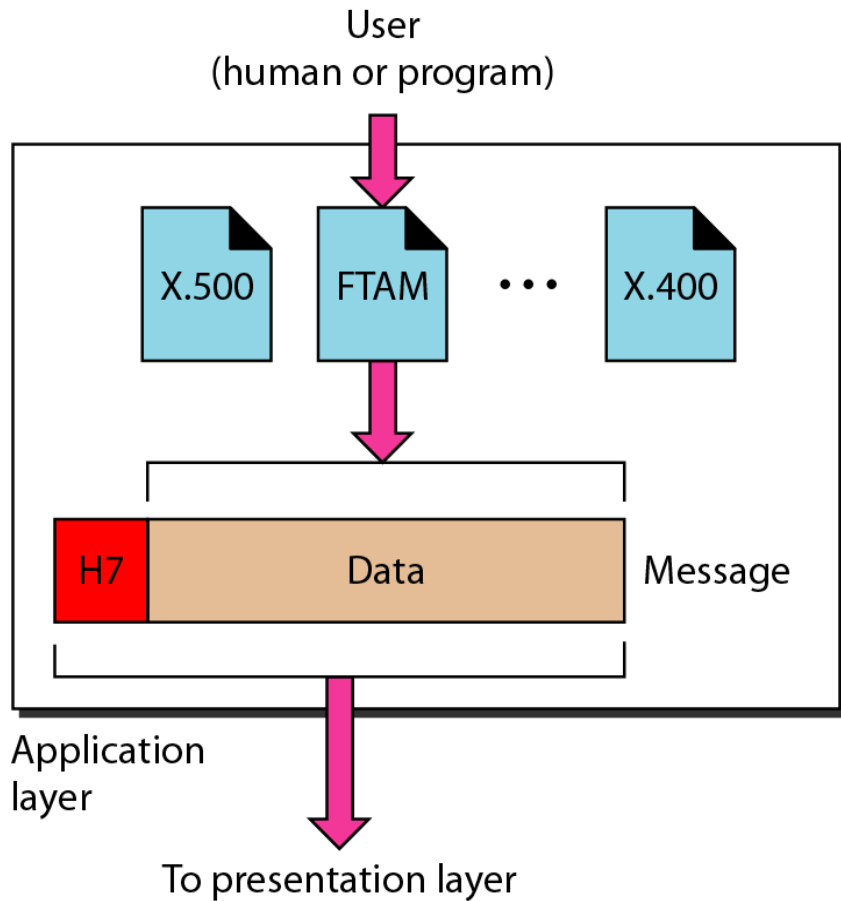 User
(human or program)
X.500
FTAM
...
X.400
H7
Data
Message
Application
layer
To presentation layer